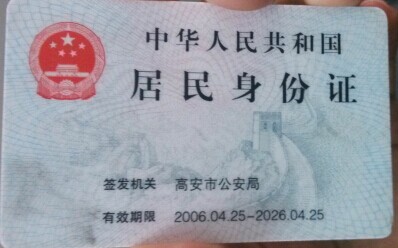 中华人民共和国
居民身份证
签发机关 高安市公安局
有效期限 2006.04.25-2026.04.25